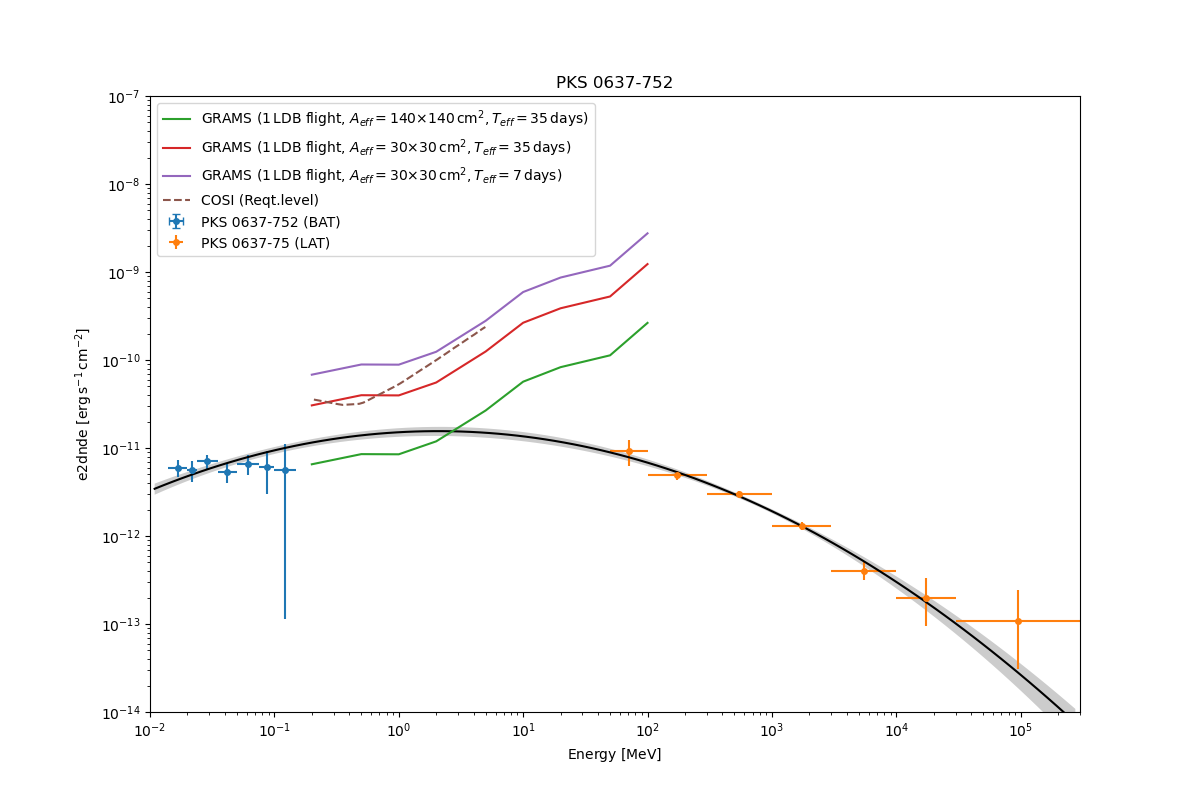 PKS 0637-752
GRAMS (1 LDB flight, A_eff = 140×140 cm², T_eff = 35 days)
GRAMS (1 LDB flight, A_eff = 30×30 cm², T_eff = 35 days)
GRAMS (1 LDB flight, A_eff = 30×30 cm², T_eff = 7 days)
COSI (Reqt.level)
PKS 0637-752 (BAT)
PKS 0637-75 (LAT)
10⁻⁷
10⁻⁸
10⁻⁹
10⁻¹⁰
10⁻¹¹
10⁻¹²
10⁻¹³
10⁻¹⁴
e2dnde [erg s⁻¹ cm⁻²]
10⁻² 10⁻¹ 10⁰ 10¹ 10² 10³ 10⁴ 10⁵
Energy [MeV]